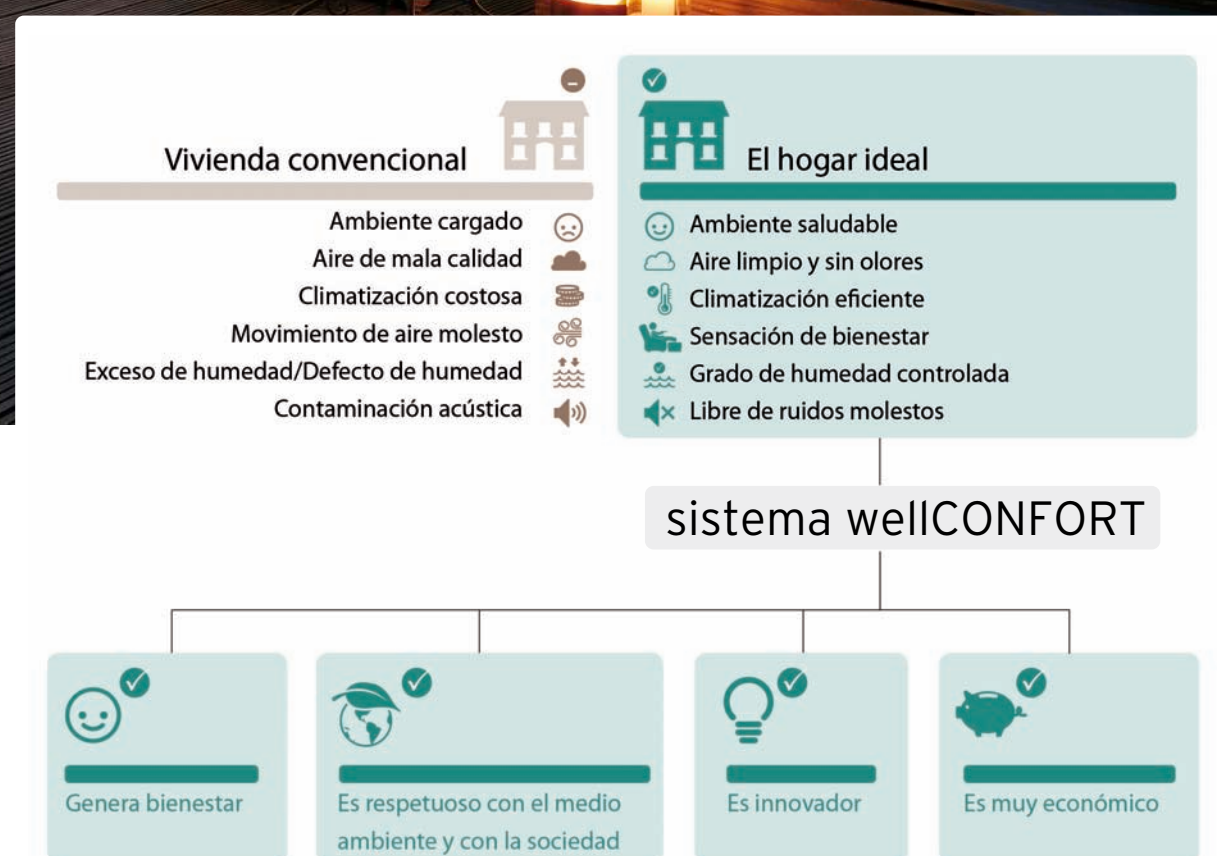 Vivienda convencional
Ambiente cargado
Aire de mala calidad
Climatización costosa
Movimiento de aire molesto
Exceso de humedad/Defecto de humedad
Contaminación acústica
El hogar ideal
Ambiente saludable
Aire limpio y sin olores
Climatización eficiente
Sensación de bienestar
Grado de humedad controlada
Libre de ruidos molestos
sistema wellCONFORT
Genera bienestar
Es respetuoso con el medio
ambiente y con la sociedad
Es innovador
Es muy económico